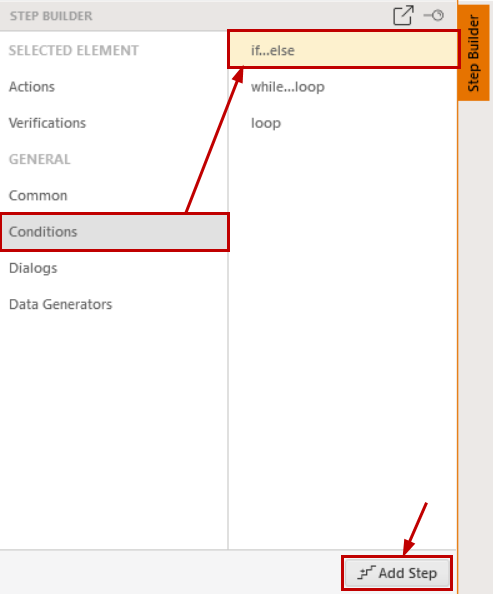 STEP BUILDER
SELECTED ELEMENT
Actions
Verifications
GENERAL
Common
Conditions
Dialogs
Data Generators
if...else
while...loop
loop
Add Step
Step Builder